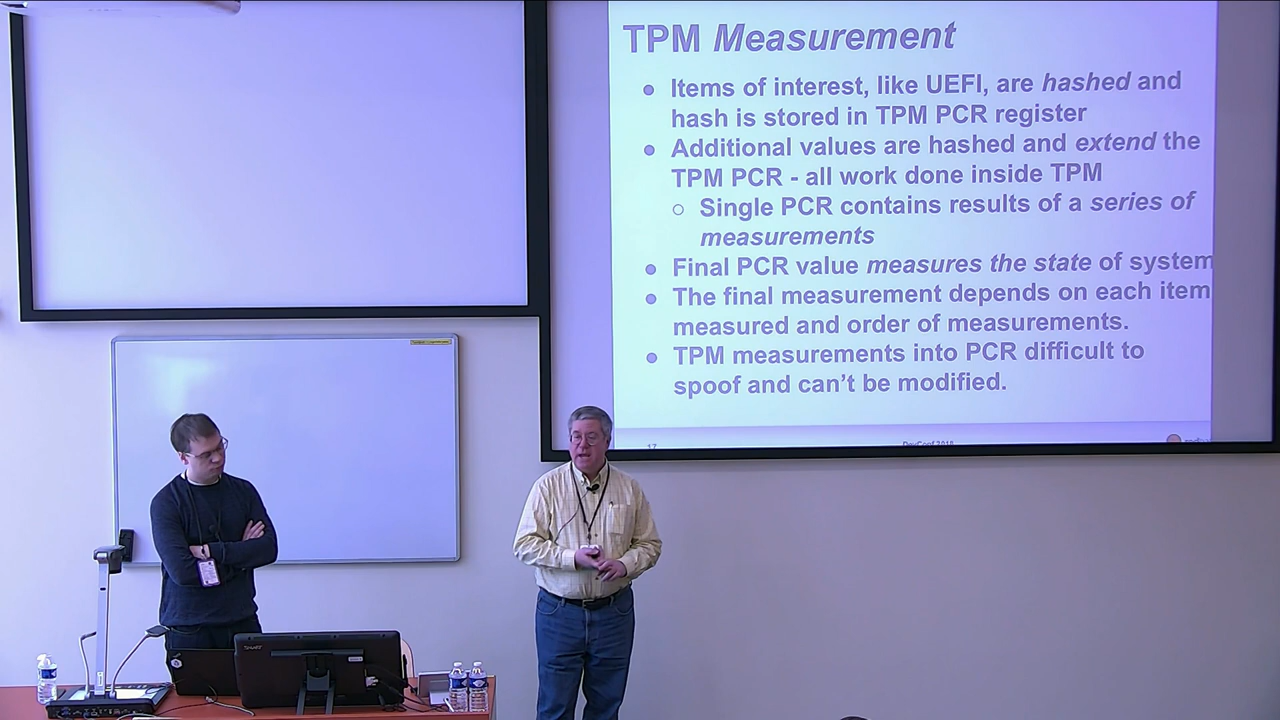 TPM Measurement
● Items of interest, like UEFI, are hashed and
hash is stored in TPM PCR register
● Additional values are hashed and extend the
TPM PCR - all work done inside TPM
○ Single PCR contains results of a series of
measurements
● Final PCR value measures the state of system
● The final measurement depends on each item
measured and order of measurements.
● TPM measurements into PCR difficult to
spoof and can’t be modified.
17
DevConf 2018